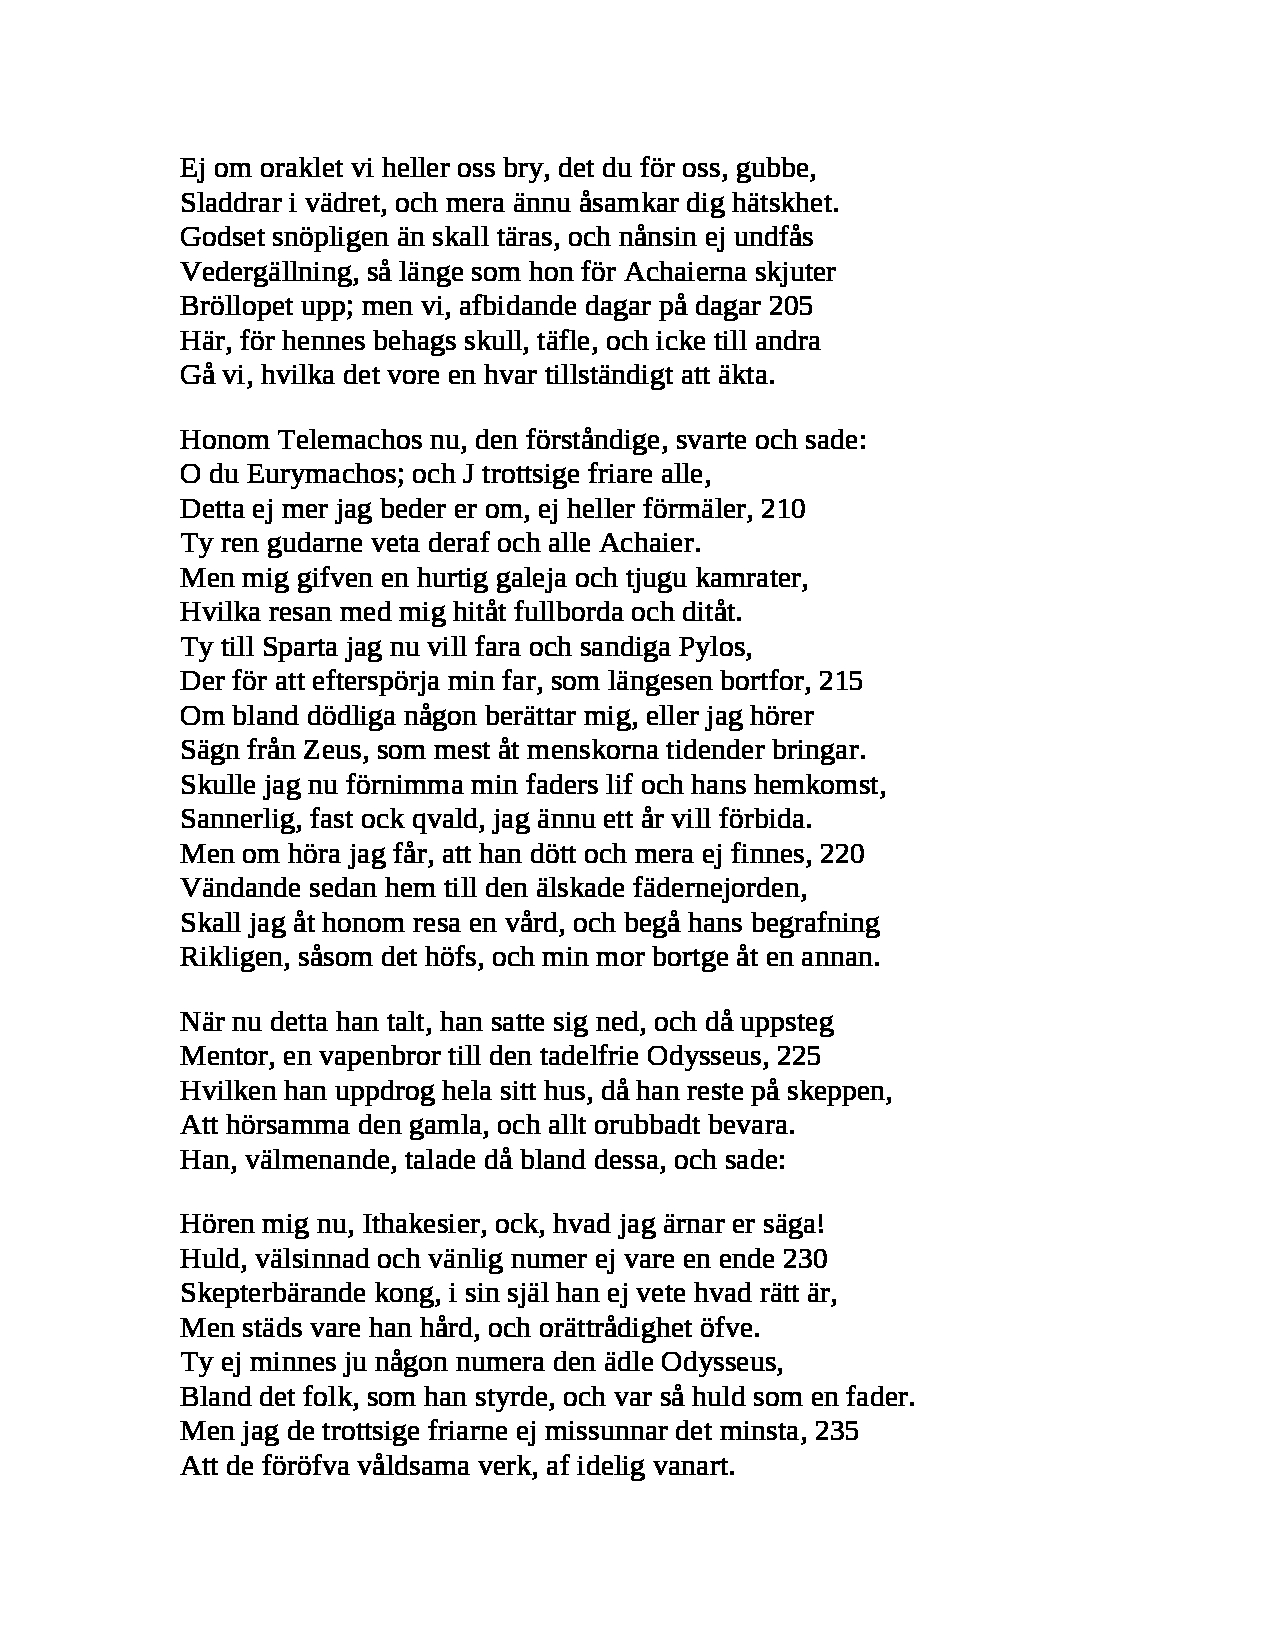 Ej om oraklet vi heller oss bry, det du för oss, gubbe,
Sladdrar i vädret, och mera ännu åsamkar dig hätskhet.
Godset snöpligen än skall täras, och nånsin ej undfås
Vedergällning, så länge som hon för Achaierna skjuter
Bröllopet upp; men vi, afbidande dagar på dagar 205
Här, för hennes behags skull, täfle, och icke till andra
Gå vi, hvilka det vore en hvar tillständigt att äkta.

Honom Telemachos nu, den förståndige, svarte och sade:
O du Eurymachos; och J trottsige friare alle,
Detta ej mer jag beder er om, ej heller förmäler, 210
Ty ren gudarne veta deraf och alle Achaier.
Men mig gifven en hurtig galeja och tjugu kamrater,
Hvilka resan med mig hitåt fullborda och ditåt.
Ty till Sparta jag nu vill fara och sandiga Pylos,
Der för att efterspörja min far, som längesen bortfor, 215
Om bland dödliga någon berättar mig, eller jag hörer
Sägn från Zeus, som mest åt menskorna tidender bringar.
Skulle jag nu förnimma min faders lif och hans hemkomst,
Sannerlig, fast ock qvald, jag ännu ett år vill förbida.
Men om höra jag får, att han dött och mera ej finnes, 220
Vändande sedan hem till den älskade fädernejorden,
Skall jag åt honom resa en vård, och begå hans begrafning
Rikligen, såsom det höfs, och min mor bortge åt en annan.

När nu detta han talt, han satte sig ned, och då uppsteg
Mentor, en vapenbror till den tadelfrie Odysseus, 225
Hvilken han uppdrog hela sitt hus, då han reste på skeppen,
Att hörsamma den gamla, och allt orubbadt bevara.
Han, välmenande, talade då bland dessa, och sade:

Hören mig nu, Ithakesier, ock, hvad jag ärnar er säga!
Huld, välsinnad och vänlig numer ej vare en ende 230
Skepterbärande kong, i sin själ han ej vete hvad rätt är,
Men städs vare han hård, och orättrådighet öfve.
Ty ej minnes ju någon numera den ädle Odysseus,
Bland det folk, som han styrde, och var så huld som en fader.
Men jag de trottsige friarne ej missunnar det minsta, 235
Att de föröfva våldsama verk, af idelig vanart.